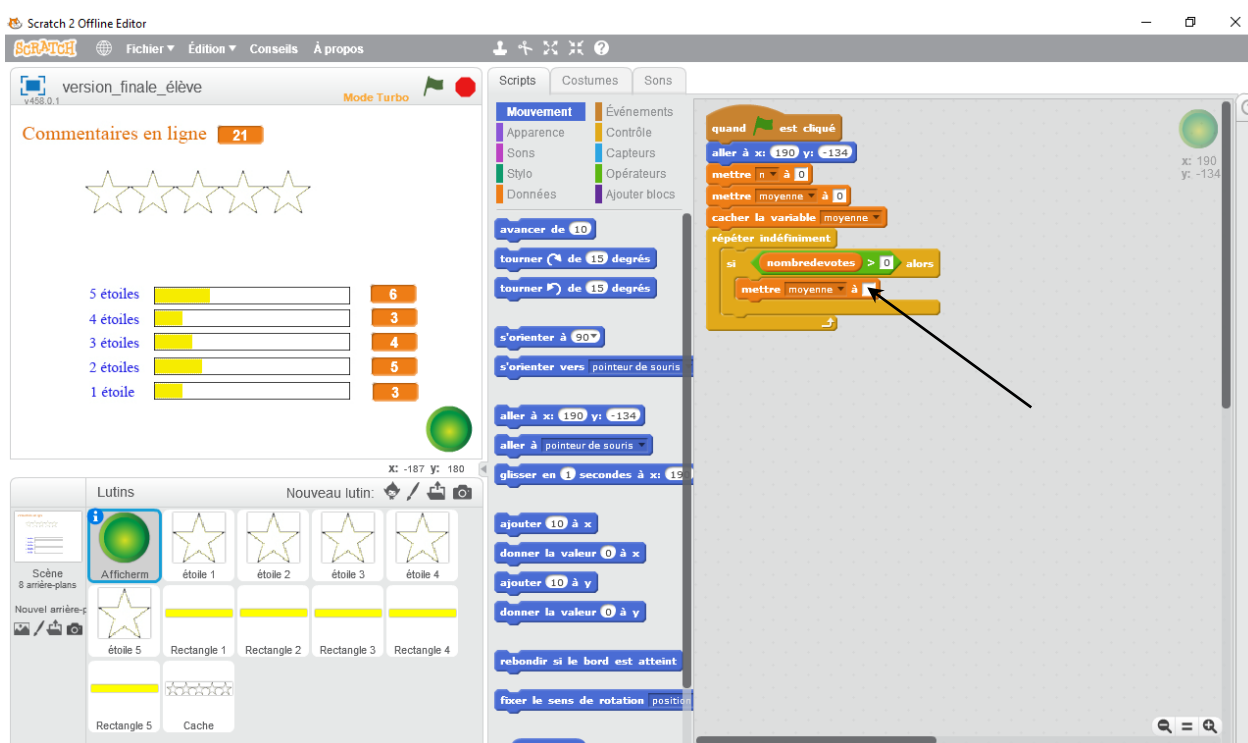 Scratch 2 Offline Editor
SCRATCH Fichier Édition Conseils À propos
version_finale_élève
v458.0.1
Mode Turbo
Commentaires en ligne 21
5 étoiles 6
4 étoiles 3
3 étoiles 4
2 étoiles 5
1 étoile 3
x: -187 y: 180
Lutins Nouveau lutin:
Scène
8 arrière-plans
Nouvel arrière-p
Afficherm
étoile 1
étoile 2
étoile 3
étoile 4
étoile 5
Rectangle 1
Rectangle 2
Rectangle 3
Rectangle 4
Rectangle 5
Cache
Scripts Costumes Sons
Mouvement Événements
Apparence Contrôle
Sons Capteurs
Stylo Opérateurs
Données Ajouter blocs
avancer de 10
tourner de 15 degrés
tourner de 15 degrés
s'orienter à 90
s'orienter vers pointeur de souris
aller à x: 190 y: -134
aller à pointeur de souris
glisser en 1 secondes à x: 19
ajouter 10 à x
donner la valeur 0 à x
ajouter 10 à y
donner la valeur 0 à y
rebondir si le bord est atteint
fixer le sens de rotation position
quand est cliqué
aller à x: 190 y: -134
mettre n à 0
mettre moyenne à 0
cacher la variable moyenne
répéter indéfiniment
si nombredevotes > 0 alors
mettre moyenne à
x: 190
y: -134